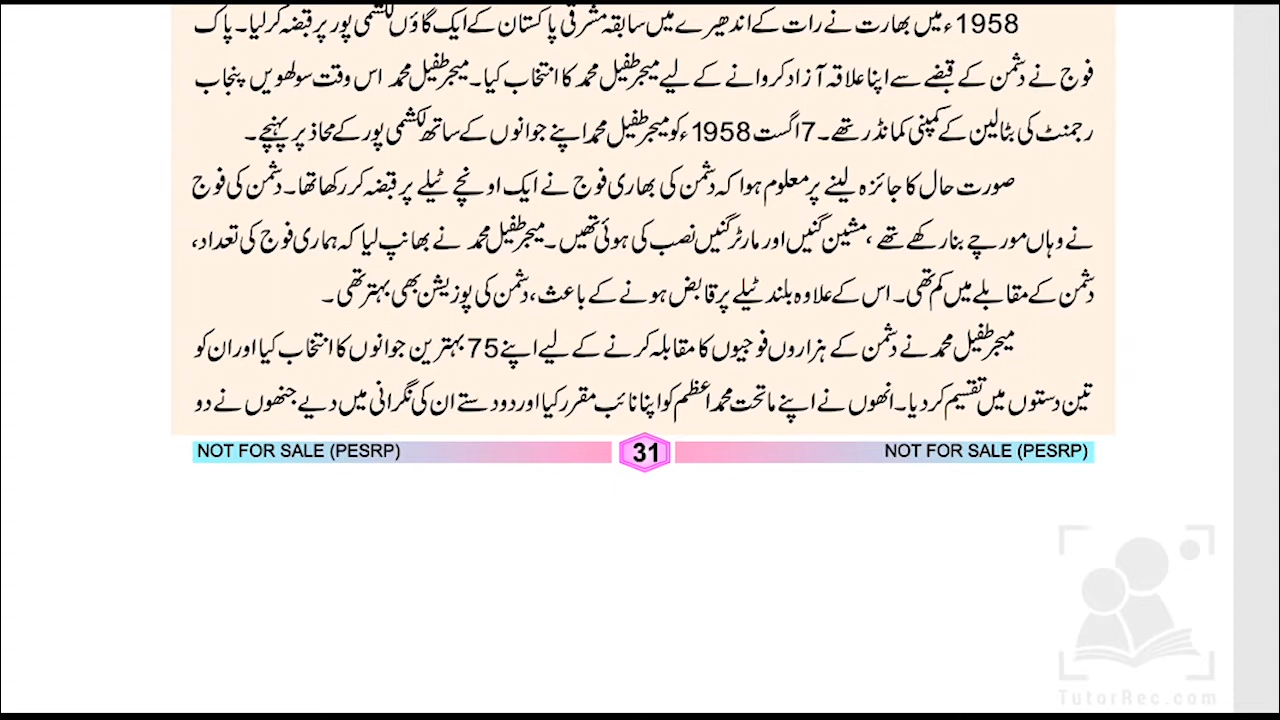 1958ء میں بھارت نے رات کے اندھیرے میں سابقہ مشرقی پاکستان کے ایک گاؤں لکشمی پور پر قبضہ کر لیا۔ پاک
فوج نے دشمن کے قبضے سے اپنا علاقہ آزاد کروانے کے لیے میجر طفیل محمد کا انتخاب کیا۔ میجر طفیل محمد اس وقت سولھویں پنجاب
رجمنٹ کی بٹالین کے کمپنی کمانڈر تھے۔ 7 اگست 1958ء کو میجر طفیل محمد اپنے جوانوں کے ساتھ لکشمی پور کے محاذ پر پہنچے۔
صورت حال کا جائزہ لینے پر معلوم ہوا کہ دشمن کی بھاری فوج نے ایک اونچے ٹیلے پر قبضہ کر رکھا تھا۔ دشمن کی فوج
نے وہاں مورچے بنا رکھے تھے، مشین گنیں اور مارٹر گنیں نصب کی ہوئی تھیں۔ میجر طفیل محمد نے بھانپ لیا کہ ہماری فوج کی تعداد،
دشمن کے مقابلے میں کم تھی۔ اس کے علاوہ بلند ٹیلے پر قابض ہونے کے باعث، دشمن کی پوزیشن بھی بہتر تھی۔
میجر طفیل محمد نے دشمن کے ہزاروں فوجیوں کا مقابلہ کرنے کے لیے اپنے 75 بہترین جوانوں کا انتخاب کیا اور ان کو
تین دستوں میں تقسیم کر دیا۔ انھوں نے اپنے ماتحت محمد اعظم کو اپنا نائب مقرر کیا اور دو دستے ان کی نگرانی میں دیے جنھوں نے دو
NOT FOR SALE (PESRP) 31 NOT FOR SALE (PESRP)
TutorRec.com